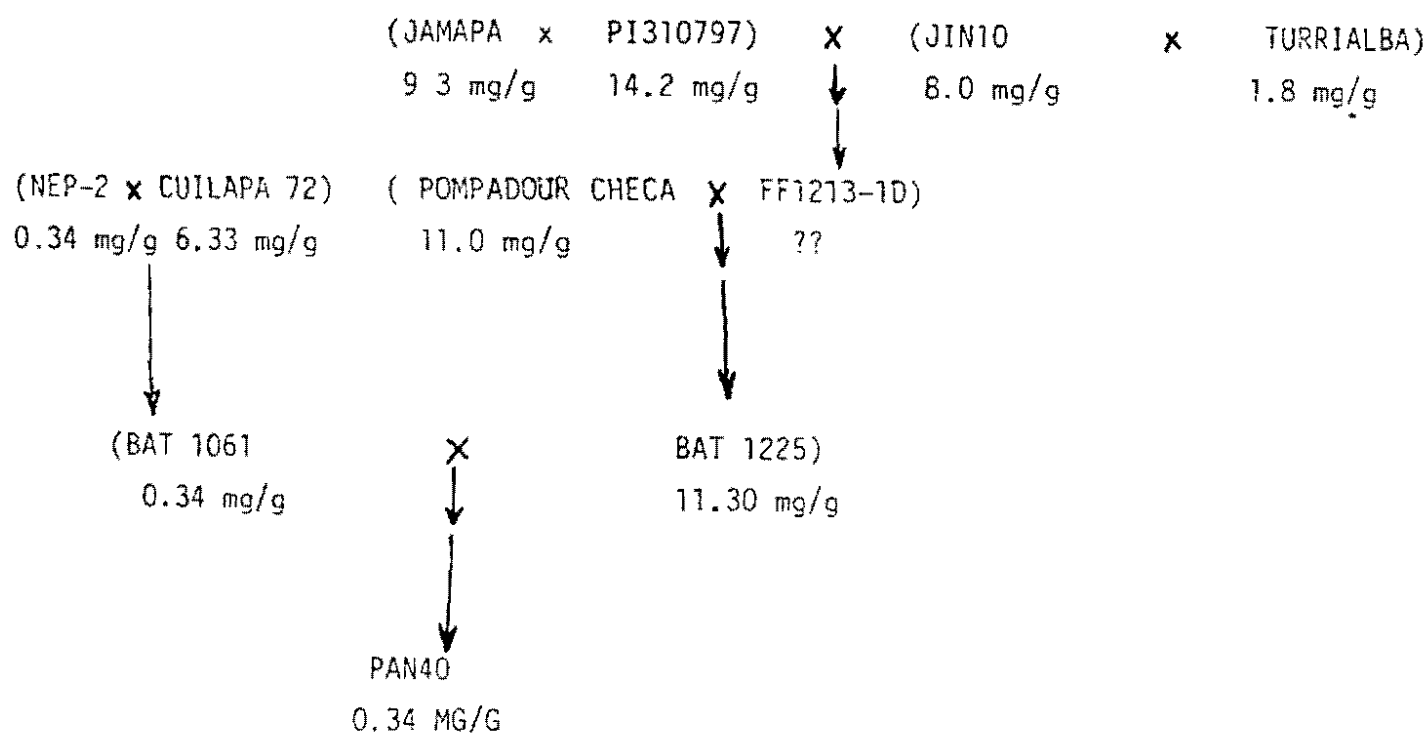 (JAMAPA x PI310797) X (JIN10 x TURRIALBA)
9 3 mg/g 14.2 mg/g 8.0 mg/g 1.8 mg/g
(NEP-2 x CUILAPA 72) ( POMPADOUR CHECA X FF1213-1D)
0.34 mg/g 6.33 mg/g 11.0 mg/g ??
(BAT 1061 X BAT 1225)
0.34 mg/g 11.30 mg/g
PAN40
0.34 MG/G